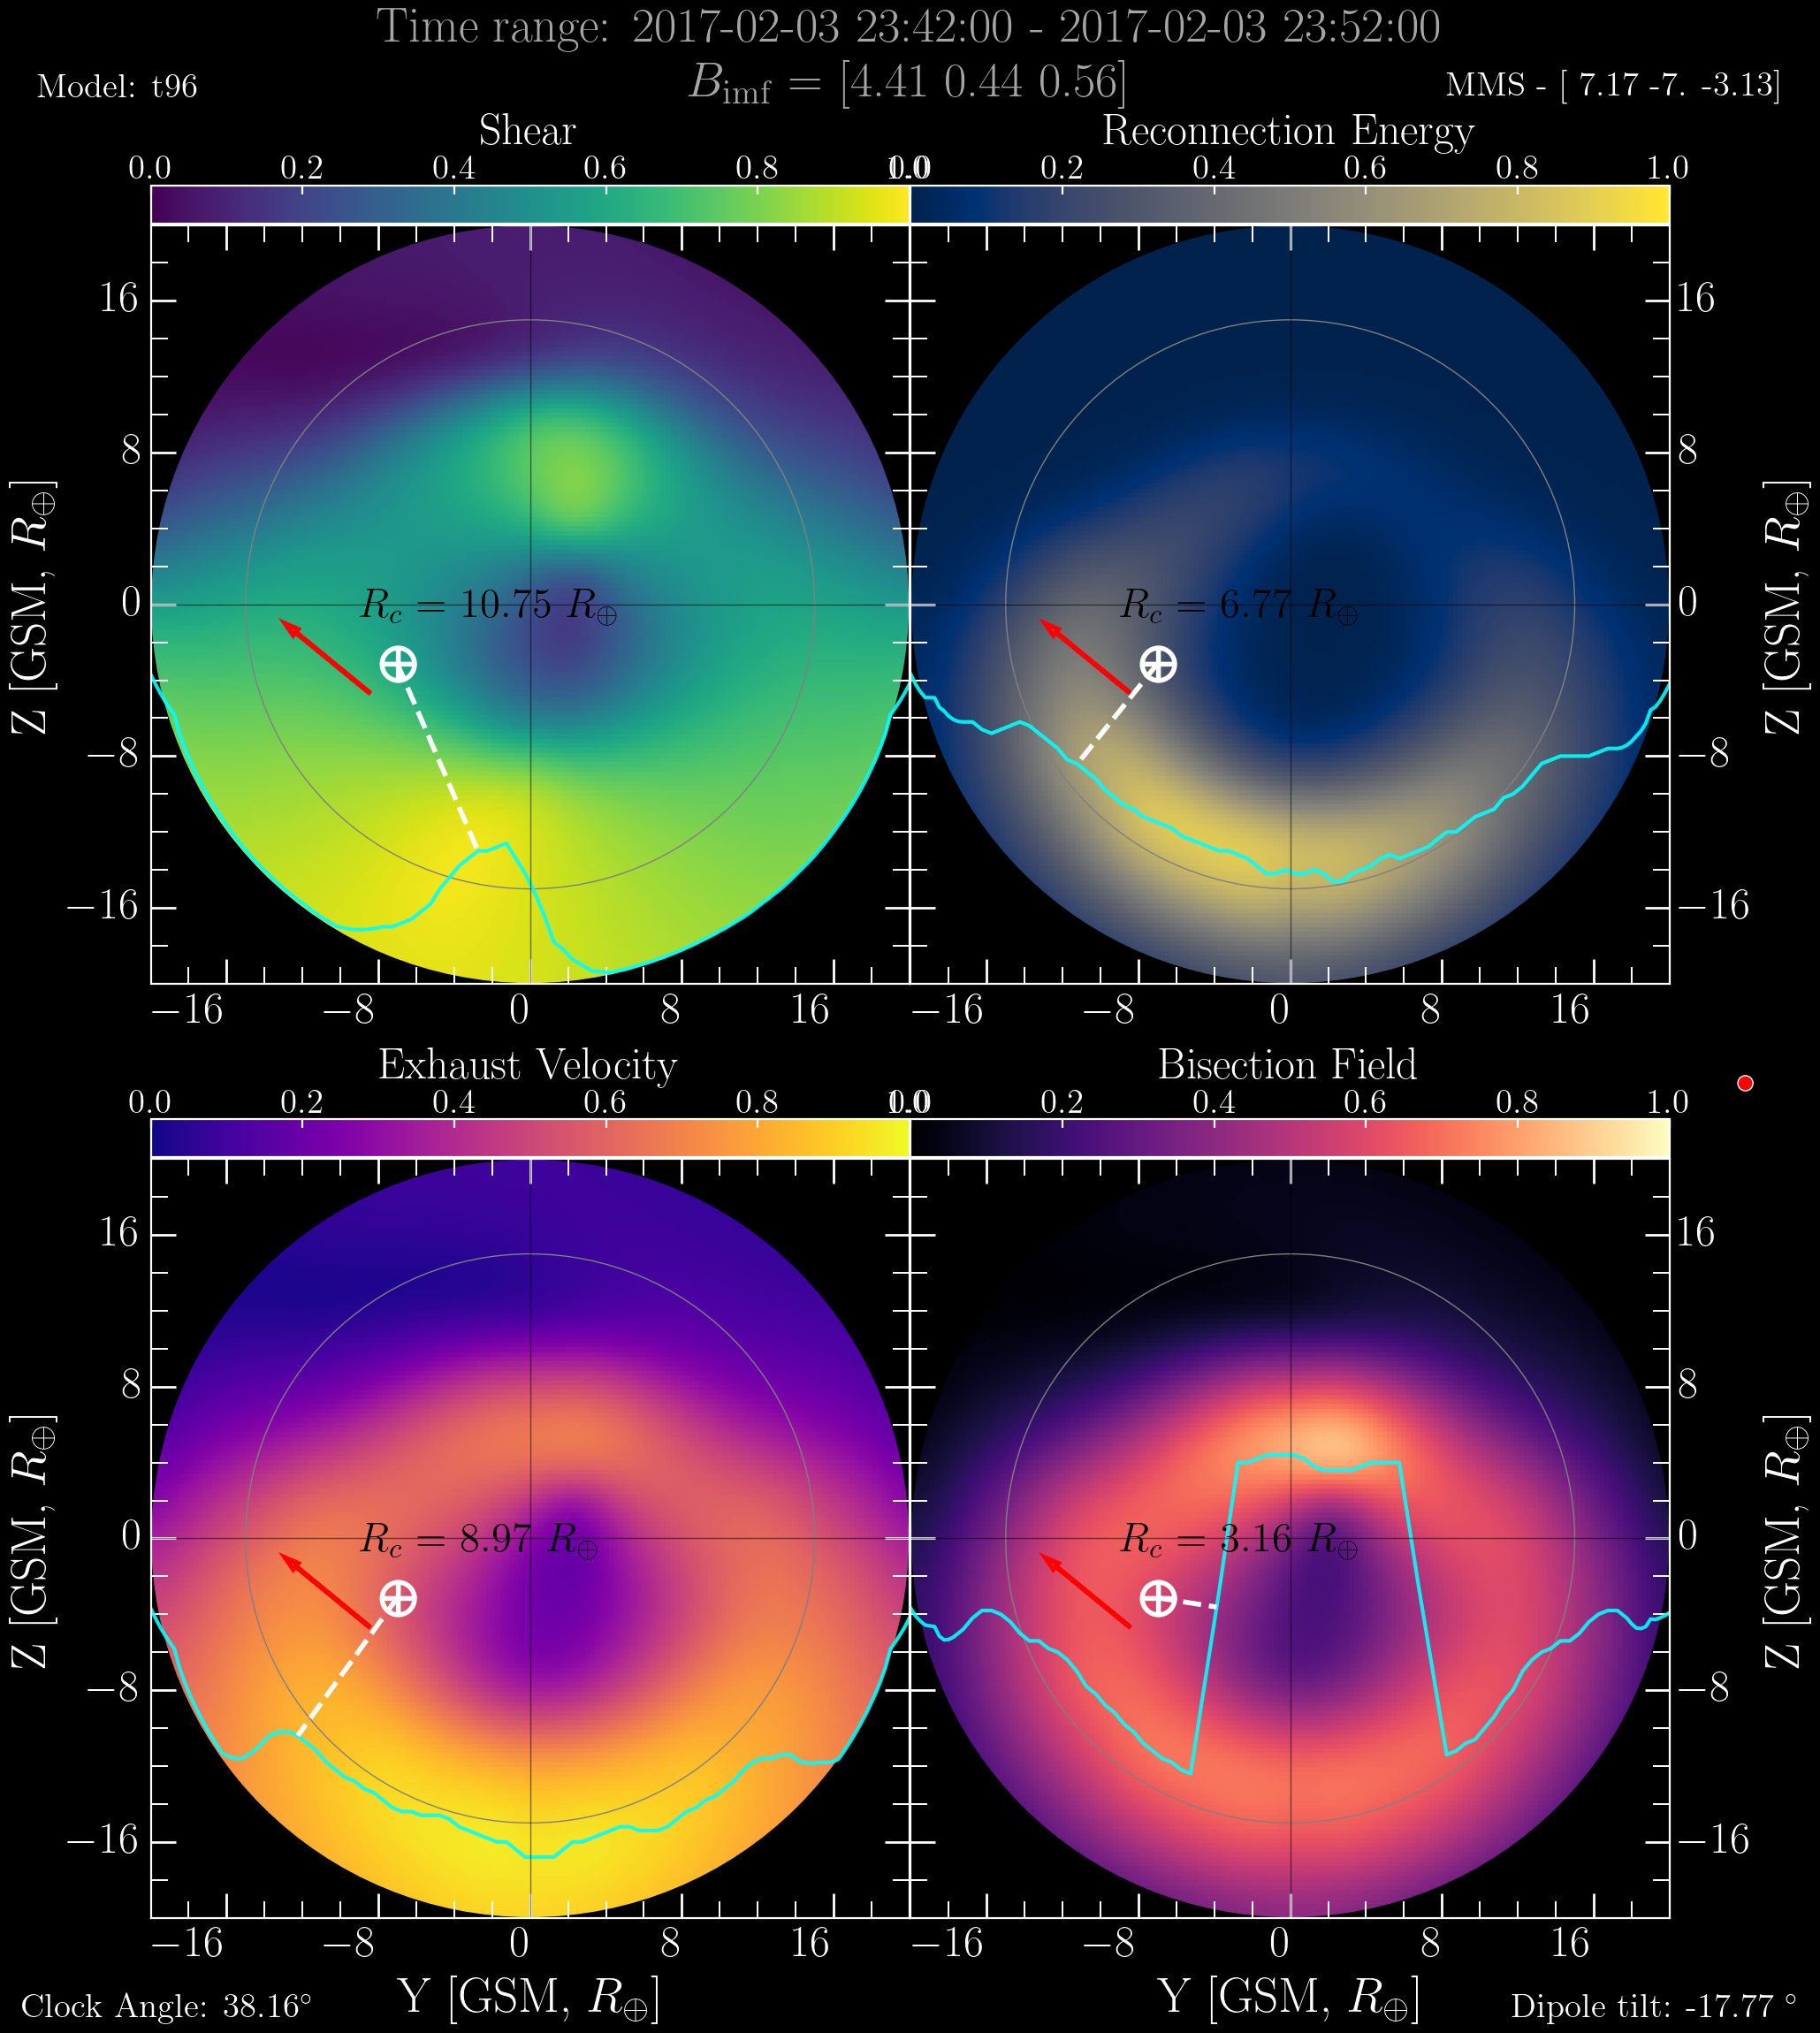 Time range: 2017-02-03 23:42:00 - 2017-02-03 23:52:00
Model: t96
B_imf = [4.41 0.44 0.56]
MMS - [ 7.17 -7. -3.13]
Shear
Reconnection Energy
0.0 0.2 0.4 0.6 0.8 1.0
0.0 0.2 0.4 0.6 0.8 1.0
16
8
0
−8
−16
Z [GSM, R⊕]
R_c = 10.75 R⊕
−16 −8 0 8 16
R_c = 6.77 R⊕
16
8
0
−8
−16
Z [GSM, R⊕]
−16 −8 0 8 16
Exhaust Velocity
Bisection Field
0.0 0.2 0.4 0.6 0.8 1.0
0.0 0.2 0.4 0.6 0.8 1.0
16
8
0
−8
−16
Z [GSM, R⊕]
R_c = 8.97 R⊕
−16 −8 0 8 16
Y [GSM, R⊕]
R_c = 3.16 R⊕
16
8
0
−8
−16
Z [GSM, R⊕]
−16 −8 0 8 16
Y [GSM, R⊕]
Clock Angle: 38.16°
Dipole tilt: -17.77 °